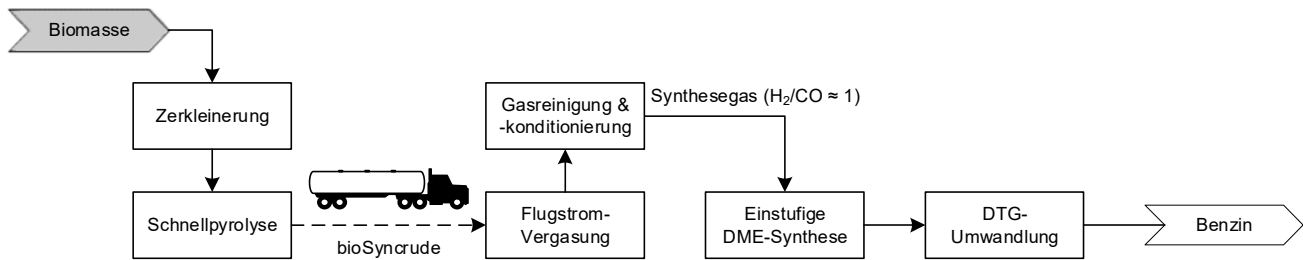 Biomasse
Zerkleinerung
Schnellpyrolyse
bioSyncrude
Flugstrom-
Vergasung
Gasreinigung &
-konditionierung
Synthesegas (H₂/CO ≈ 1)
Einstufige
DME-Synthese
DTG-
Umwandlung
Benzin